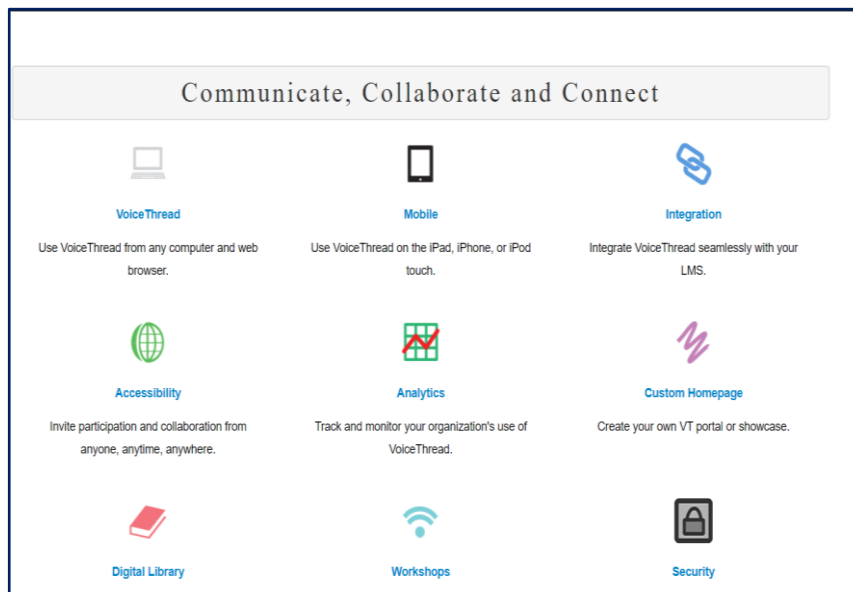 Communicate, Collaborate and Connect
VoiceThread
Mobile
Integration
Use VoiceThread from any computer and web
browser.
Use VoiceThread on the iPad, iPhone, or iPod
touch.
Integrate VoiceThread seamlessly with your
LMS.
Accessibility
Analytics
Custom Homepage
Invite participation and collaboration from
anyone, anytime, anywhere.
Track and monitor your organization's use of
VoiceThread.
Create your own VT portal or showcase.
Digital Library
Workshops
Security